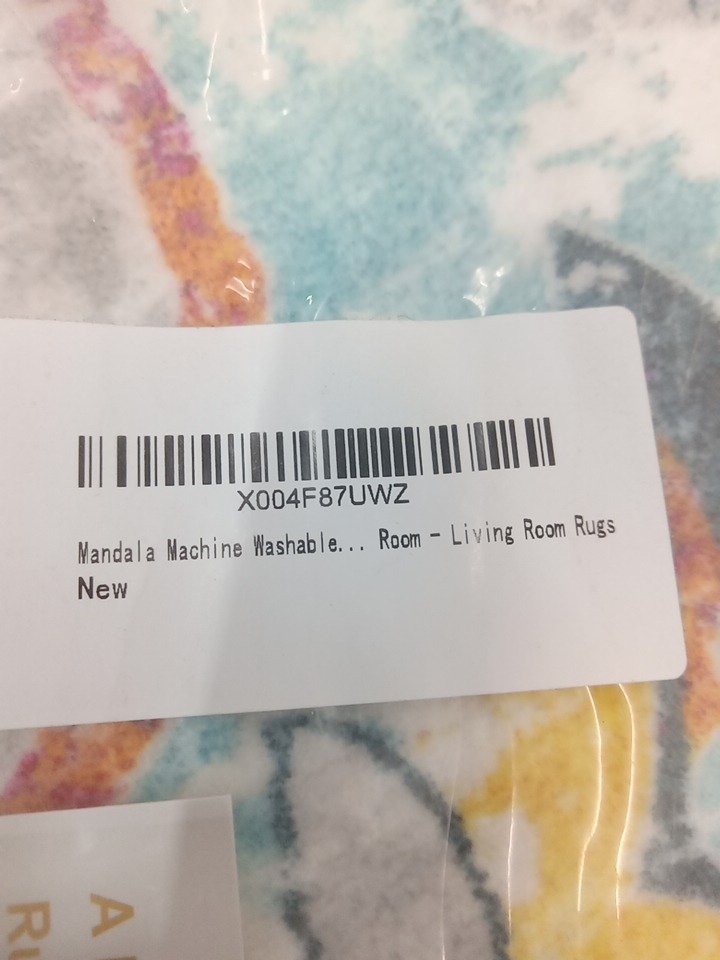 X004F87UWZ
Mandala Machine Washable... Room - Living Room Rugs
New